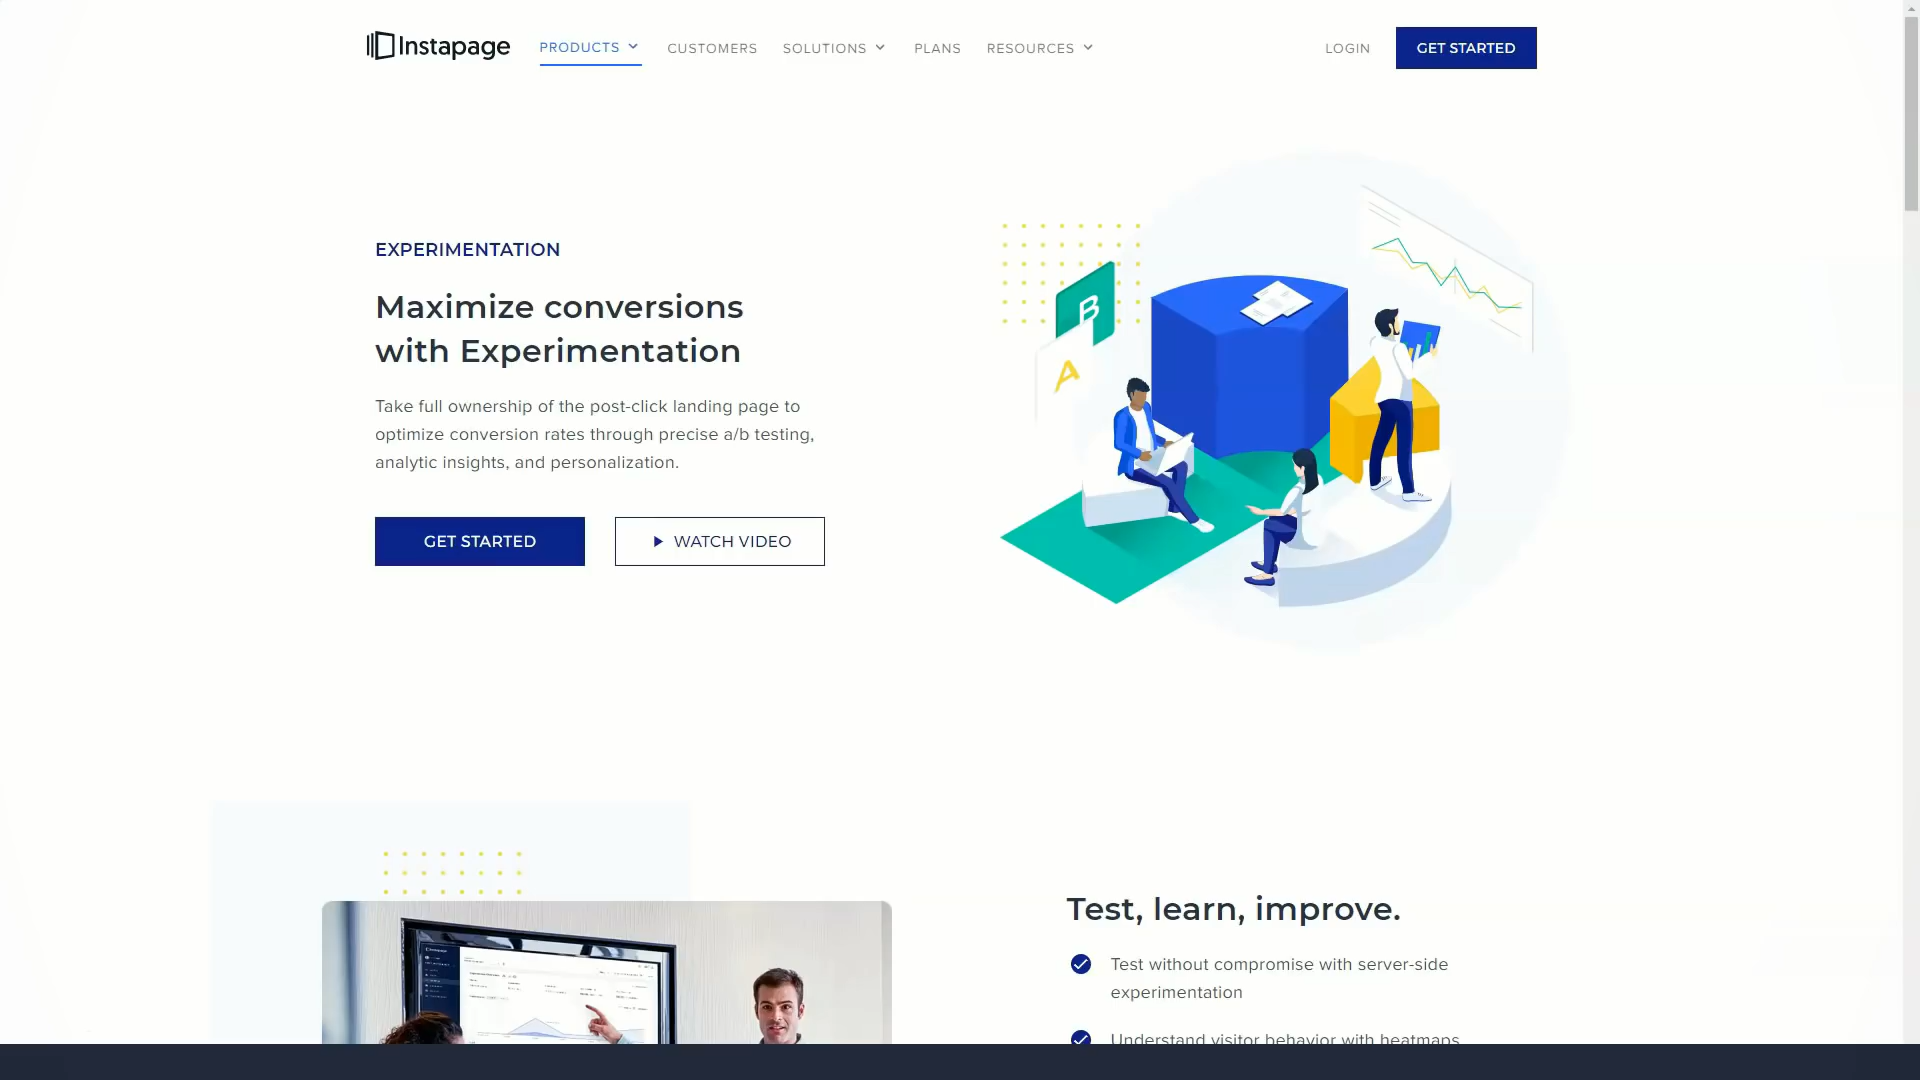 Instapage
PRODUCTS
CUSTOMERS
SOLUTIONS
PLANS
RESOURCES
LOGIN
GET STARTED
EXPERIMENTATION
Maximize conversions
with Experimentation
Take full ownership of the post-click landing page to
optimize conversion rates through precise a/b testing,
analytic insights, and personalization.
GET STARTED
WATCH VIDEO
B
A
Test, learn, improve.
Test without compromise with server-side
experimentation
Understand visitor behavior with heatmaps